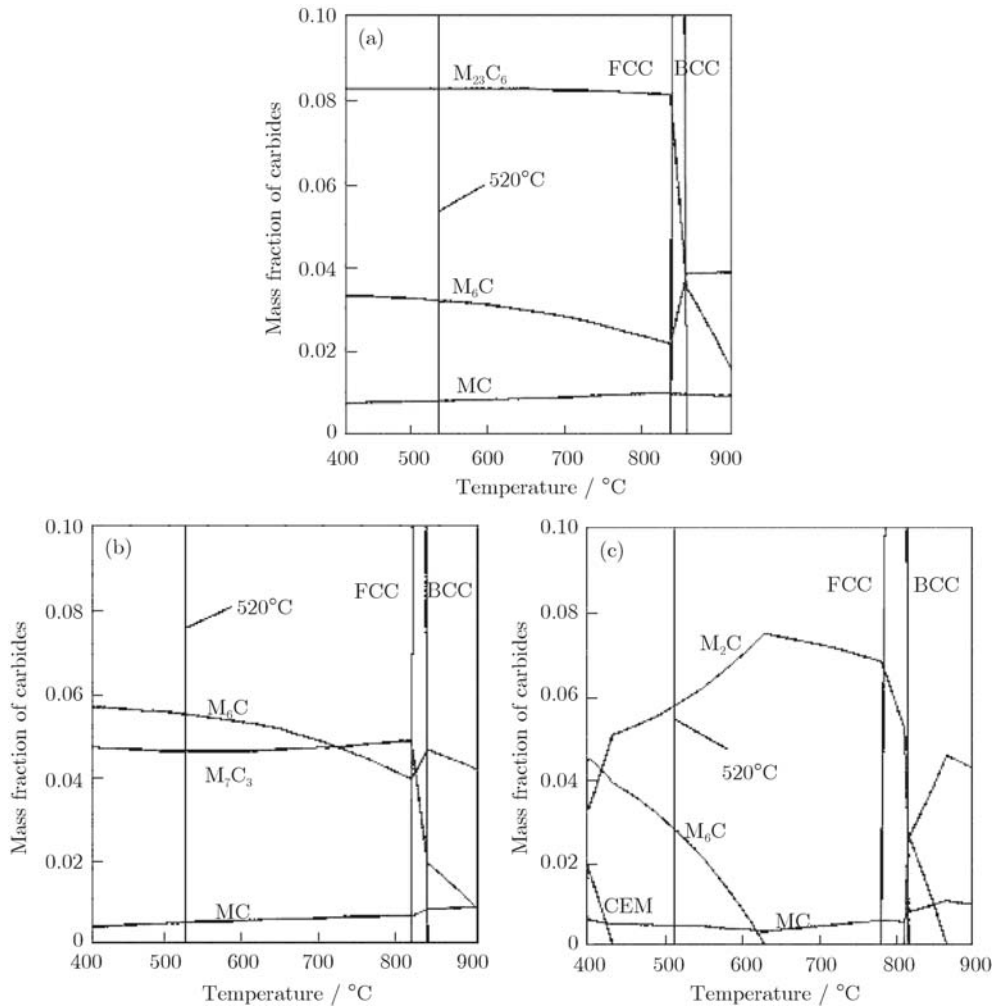 (a)
0.10
0.08
0.06
0.04
0.02
0
Mass fraction of carbides
M₂₃C₆
FCC
BCC
520°C
M₆C
MC
400
500
600
700
800
900
Temperature / °C
(b)
0.10
0.08
0.06
0.04
0.02
0
Mass fraction of carbides
FCC
BCC
520°C
M₆C
M₇C₃
MC
400
500
600
700
800
900
Temperature / °C
(c)
0.10
0.08
0.06
0.04
0.02
0
Mass fraction of carbides
FCC
BCC
M₂C
520°C
M₆C
CEM
MC
400
500
600
700
800
900
Temperature / °C